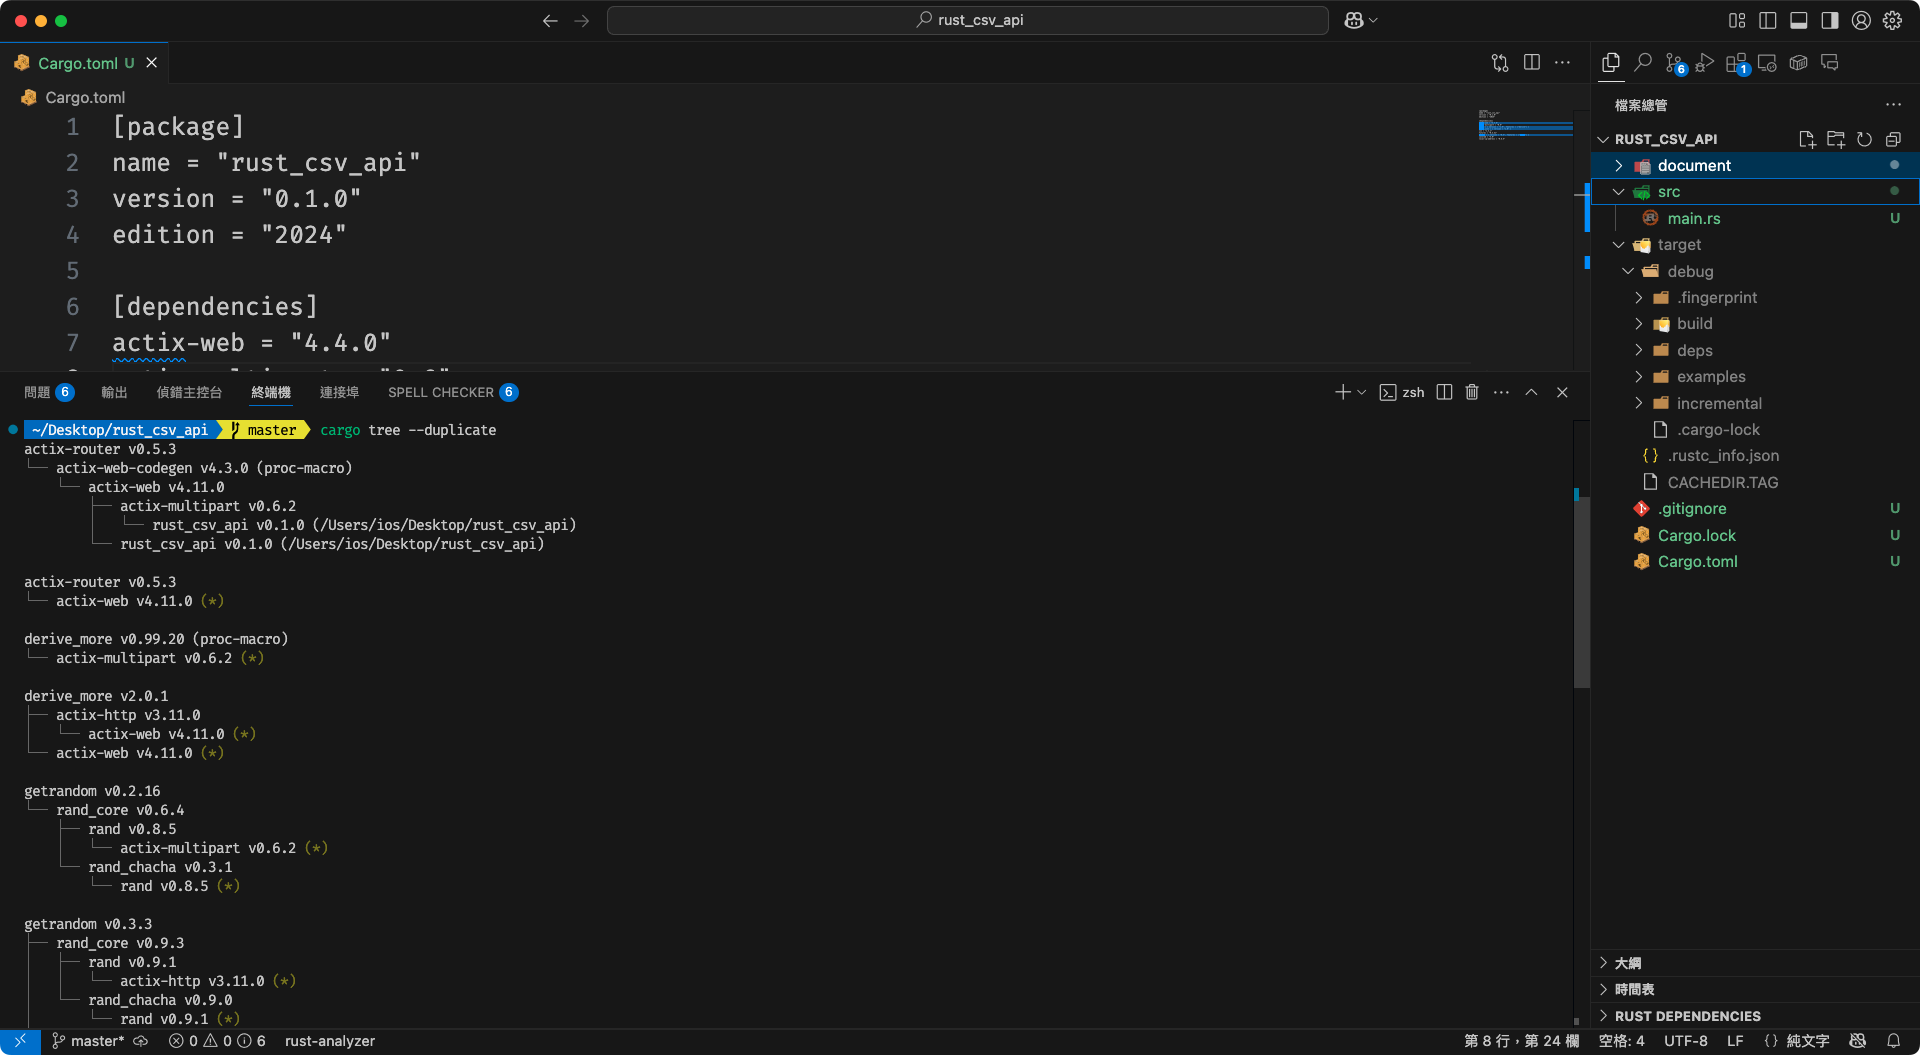 rust_csv_api
Cargo.toml U
Cargo.toml
1 [package]
2 name = "rust_csv_api"
3 version = "0.1.0"
4 edition = "2024"
5
6 [dependencies]
7 actix-web = "4.4.0"
問題 6 輸出 偵錯主控台 終端機 連接埠 SPELL CHECKER 6 zsh
~/Desktop/rust_csv_api master cargo tree --duplicate
actix-router v0.5.3
└── actix-web-codegen v4.3.0 (proc-macro)
    └── actix-web v4.11.0
        ├── actix-multipart v0.6.2
        │   └── rust_csv_api v0.1.0 (/Users/ios/Desktop/rust_csv_api)
        └── rust_csv_api v0.1.0 (/Users/ios/Desktop/rust_csv_api)
actix-router v0.5.3
└── actix-web v4.11.0 (*)
derive_more v0.99.20 (proc-macro)
└── actix-multipart v0.6.2 (*)
derive_more v2.0.1
├── actix-http v3.11.0
│   └── actix-web v4.11.0 (*)
└── actix-web v4.11.0 (*)
getrandom v0.2.16
└── rand_core v0.6.4
    ├── rand v0.8.5
    │   └── actix-multipart v0.6.2 (*)
    └── rand_chacha v0.3.1
        └── rand v0.8.5 (*)
getrandom v0.3.3
├── rand_core v0.9.3
│   ├── rand v0.9.1
│   │   └── actix-http v3.11.0 (*)
│   └── rand_chacha v0.9.0
│       └── rand v0.9.1 (*)
6 1
檔案總管
RUST_CSV_API
document
src
main.rs U
target
debug
.fingerprint
build
deps
examples
incremental
.cargo-lock
.rustc_info.json
CACHEDIR.TAG
.gitignore U
Cargo.lock U
Cargo.toml U
大綱
時間表
RUST DEPENDENCIES
master* 0 0 6 rust-analyzer 第 8 行，第 24 欄 空格: 4 UTF-8 LF {} 純文字